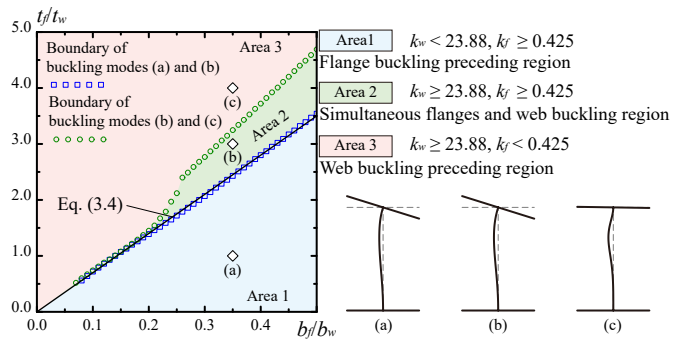 t_f/t_w
5.0
4.0
3.0
2.0
1.0
0.0
0.0 0.1 0.2 0.3 0.4
b_f/b_w
Boundary of
buckling modes (a) and (b)
Boundary of
buckling modes (b) and (c)
Area 3
(c)
Area 2
(b)
Eq. (3.4)
(a)
Area 1
Area1 k_w < 23.88, k_f ≥ 0.425
Flange buckling preceding region
Area 2 k_w ≥ 23.88, k_f ≥ 0.425
Simultaneous flanges and web buckling region
Area 3 k_w ≥ 23.88, k_f < 0.425
Web buckling preceding region
(a) (b) (c)